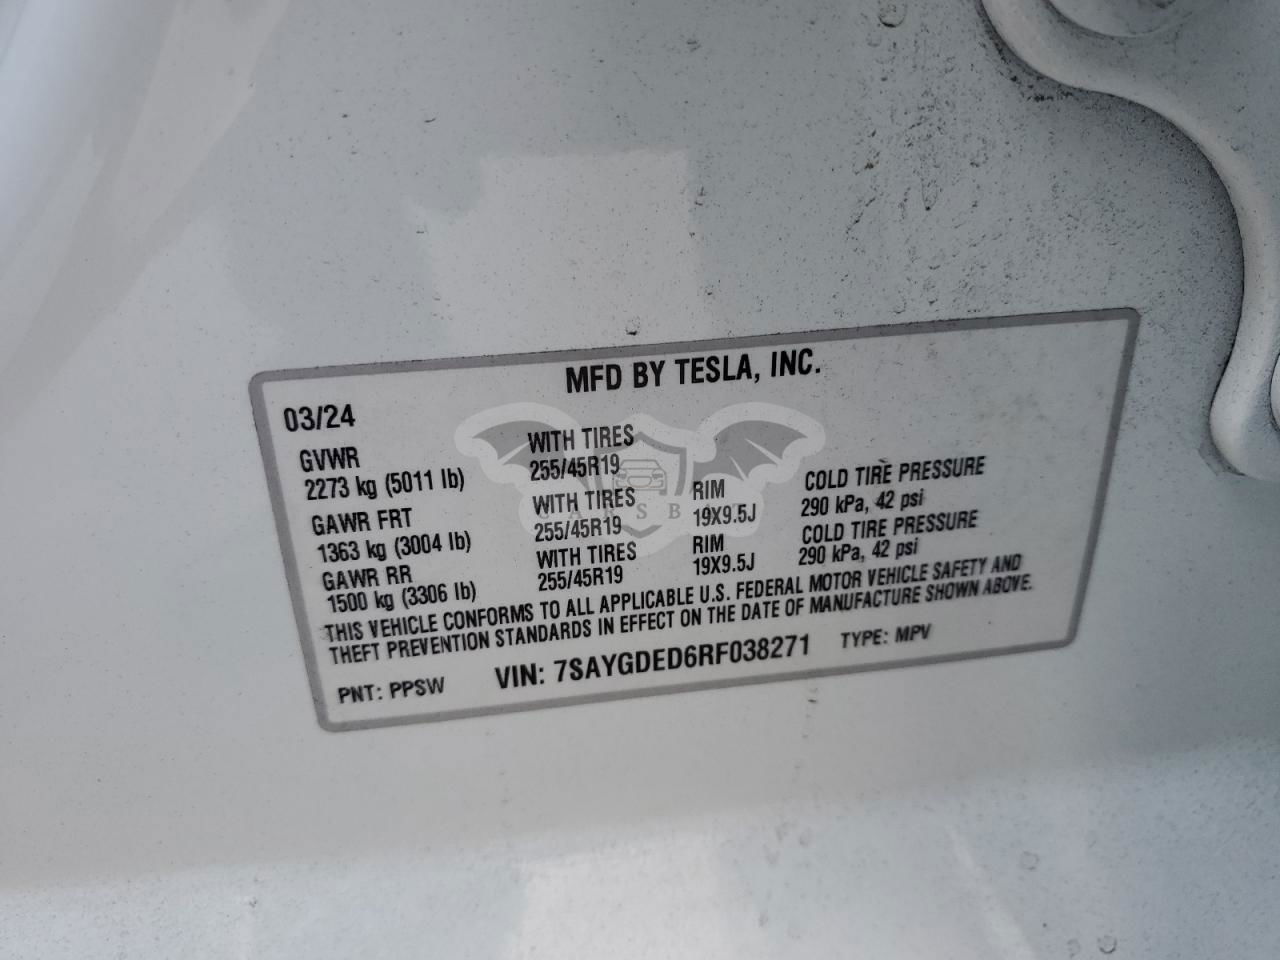 MFD BY TESLA, INC.
03/24
GVWR WITH TIRES
2273 kg (5011 lb) 255/45R19
GAWR FRT WITH TIRES RIM COLD TIRE PRESSURE
1363 kg (3004 lb) 255/45R19 19X9.5J 290 kPa, 42 psi
GAWR RR WITH TIRES RIM COLD TIRE PRESSURE
1500 kg (3306 lb) 255/45R19 19X9.5J 290 kPa, 42 psi
THIS VEHICLE CONFORMS TO ALL APPLICABLE U.S. FEDERAL MOTOR VEHICLE SAFETY AND
THEFT PREVENTION STANDARDS IN EFFECT ON THE DATE OF MANUFACTURE SHOWN ABOVE.
PNT: PPSW VIN: 7SAYGDED6RF038271 TYPE: MPV